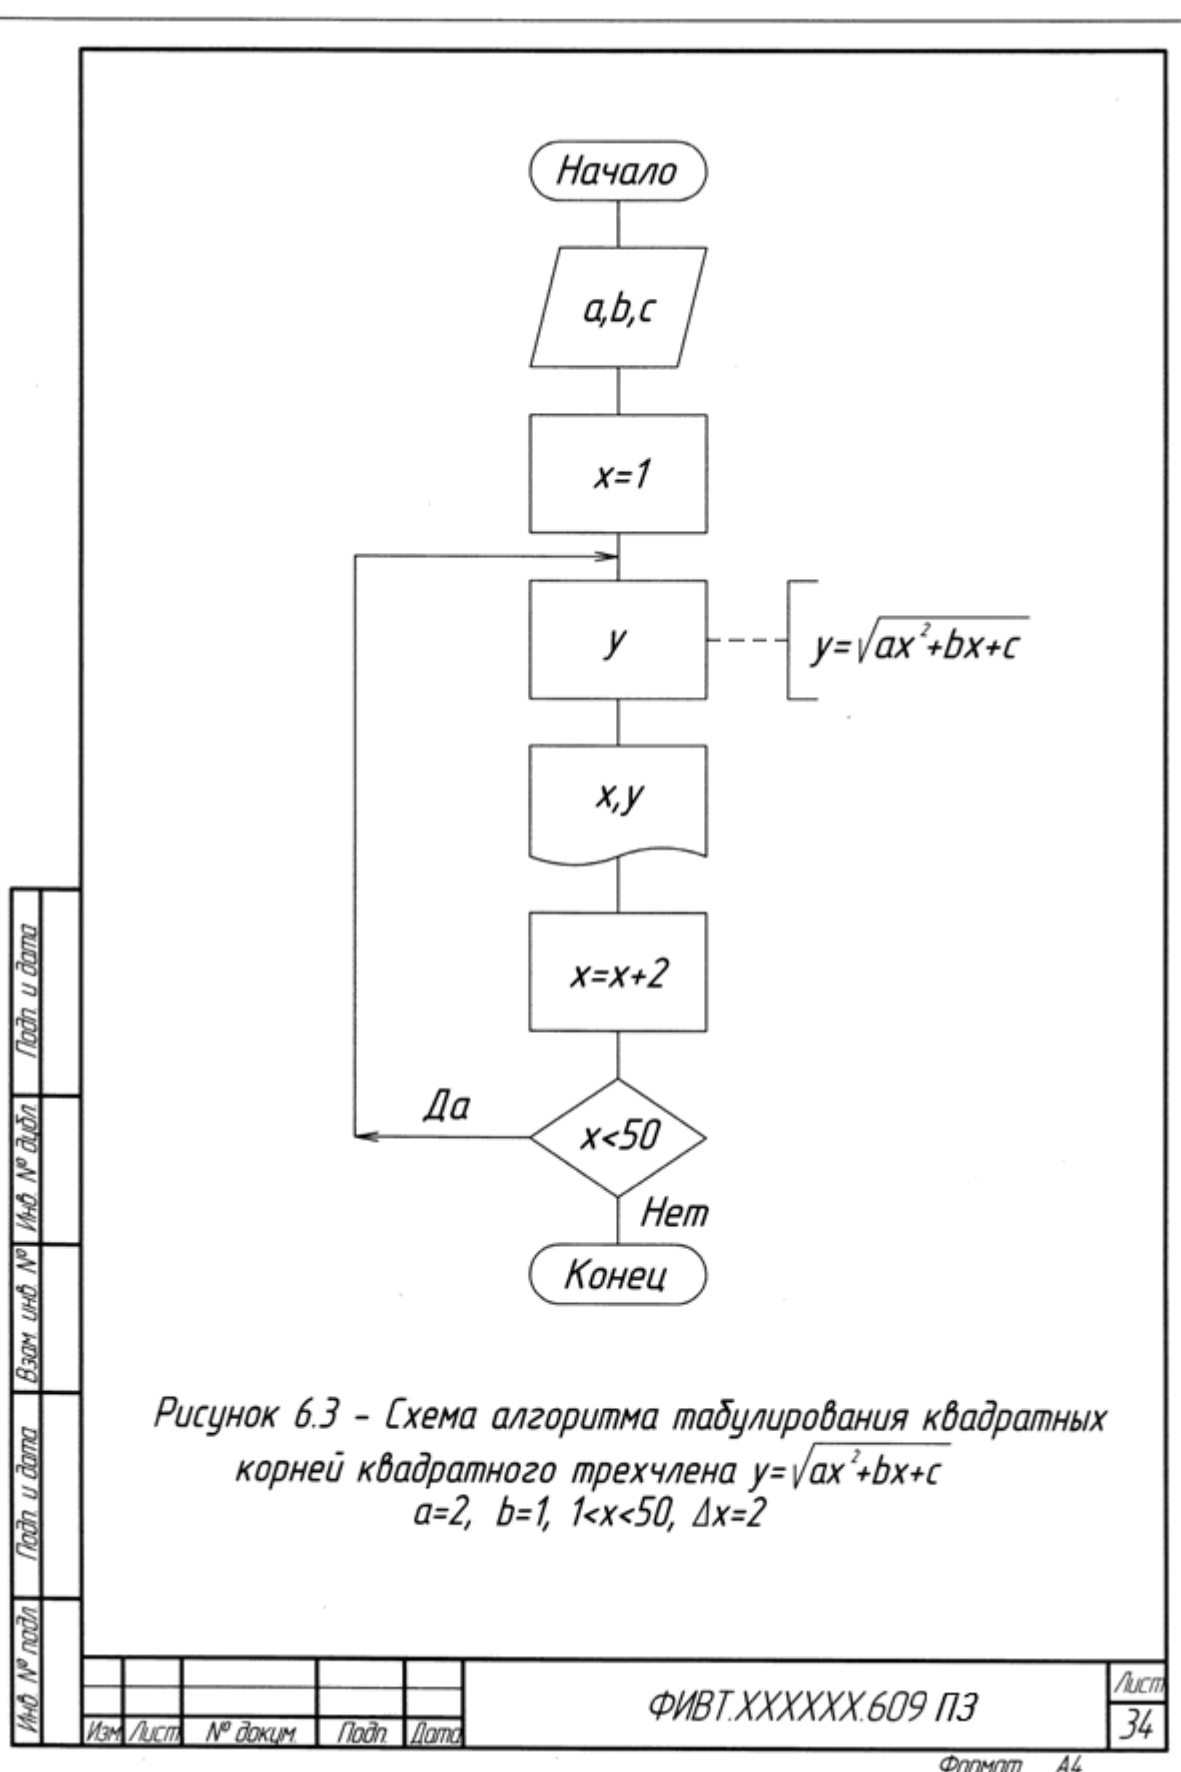 Начало
a,b,c
x=1
y
y=√ax²+bx+c
x,y
x=x+2
Да
x<50
Нет
Конец
Рисунок 6.3 - Схема алгоритма табулирования квадратных
корней квадратного трехчлена y=√ax²+bx+c
a=2, b=1, 1<x<50, Δx=2
Подп. и дата
Инв. № дубл.
Взам. инв. №
Подп. и дата
Инв. № подл.
Изм Лист № докум. Подп. Дата
ФИВТ.XXXXXX.609 ПЗ
Лист
34
Формат А4